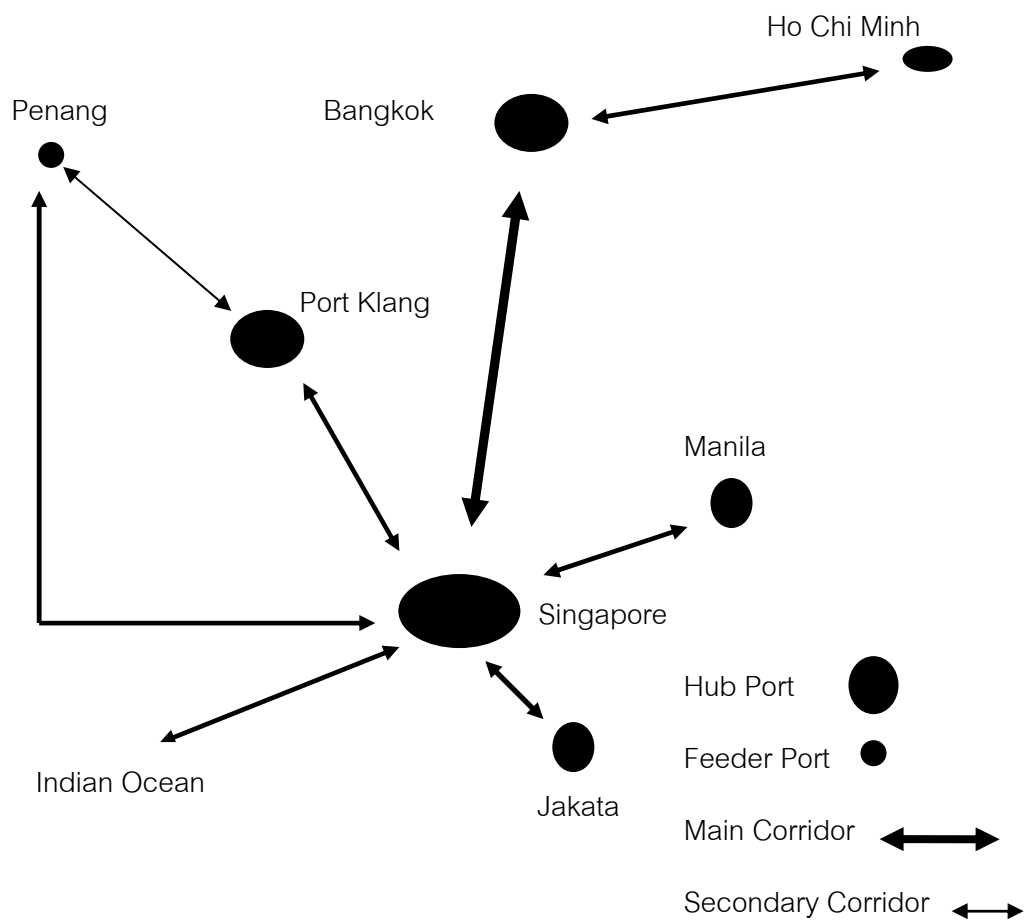 Ho Chi Minh
Penang
Bangkok
Port Klang
Manila
Singapore
Hub Port
Feeder Port
Indian Ocean
Jakata
Main Corridor
Secondary Corridor